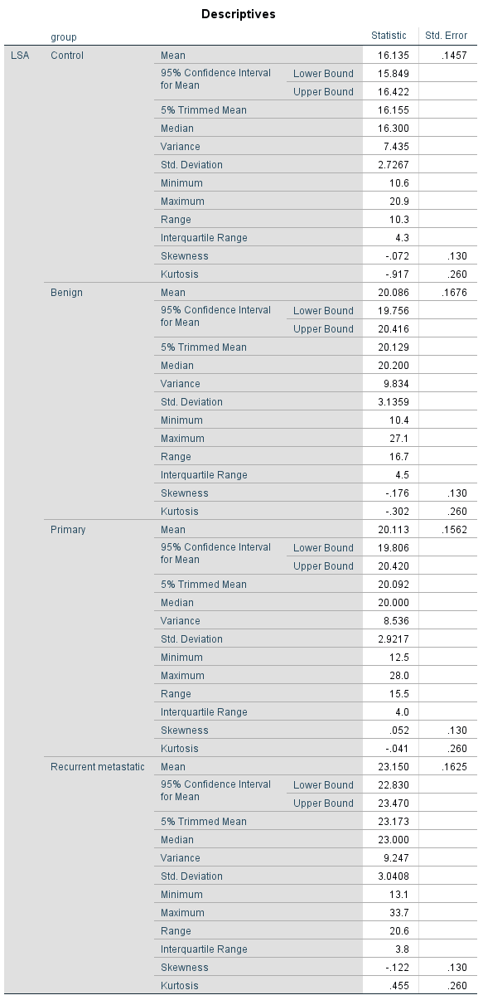 Descriptives
group Statistic Std. Error
LSA Control Mean 16.135 .1457
95% Confidence Interval for Mean Lower Bound 15.849
Upper Bound 16.422
5% Trimmed Mean 16.155
Median 16.300
Variance 7.435
Std. Deviation 2.7267
Minimum 10.6
Maximum 20.9
Range 10.3
Interquartile Range 4.3
Skewness -.072 .130
Kurtosis -.917 .260
Benign Mean 20.086 .1676
95% Confidence Interval for Mean Lower Bound 19.756
Upper Bound 20.416
5% Trimmed Mean 20.129
Median 20.200
Variance 9.834
Std. Deviation 3.1359
Minimum 10.4
Maximum 27.1
Range 16.7
Interquartile Range 4.5
Skewness -.176 .130
Kurtosis -.302 .260
Primary Mean 20.113 .1562
95% Confidence Interval for Mean Lower Bound 19.806
Upper Bound 20.420
5% Trimmed Mean 20.092
Median 20.000
Variance 8.536
Std. Deviation 2.9217
Minimum 12.5
Maximum 28.0
Range 15.5
Interquartile Range 4.0
Skewness .052 .130
Kurtosis -.041 .260
Recurrent metastatic Mean 23.150 .1625
95% Confidence Interval for Mean Lower Bound 22.830
Upper Bound 23.470
5% Trimmed Mean 23.173
Median 23.000
Variance 9.247
Std. Deviation 3.0408
Minimum 13.1
Maximum 33.7
Range 20.6
Interquartile Range 3.8
Skewness -.122 .130
Kurtosis .455 .260